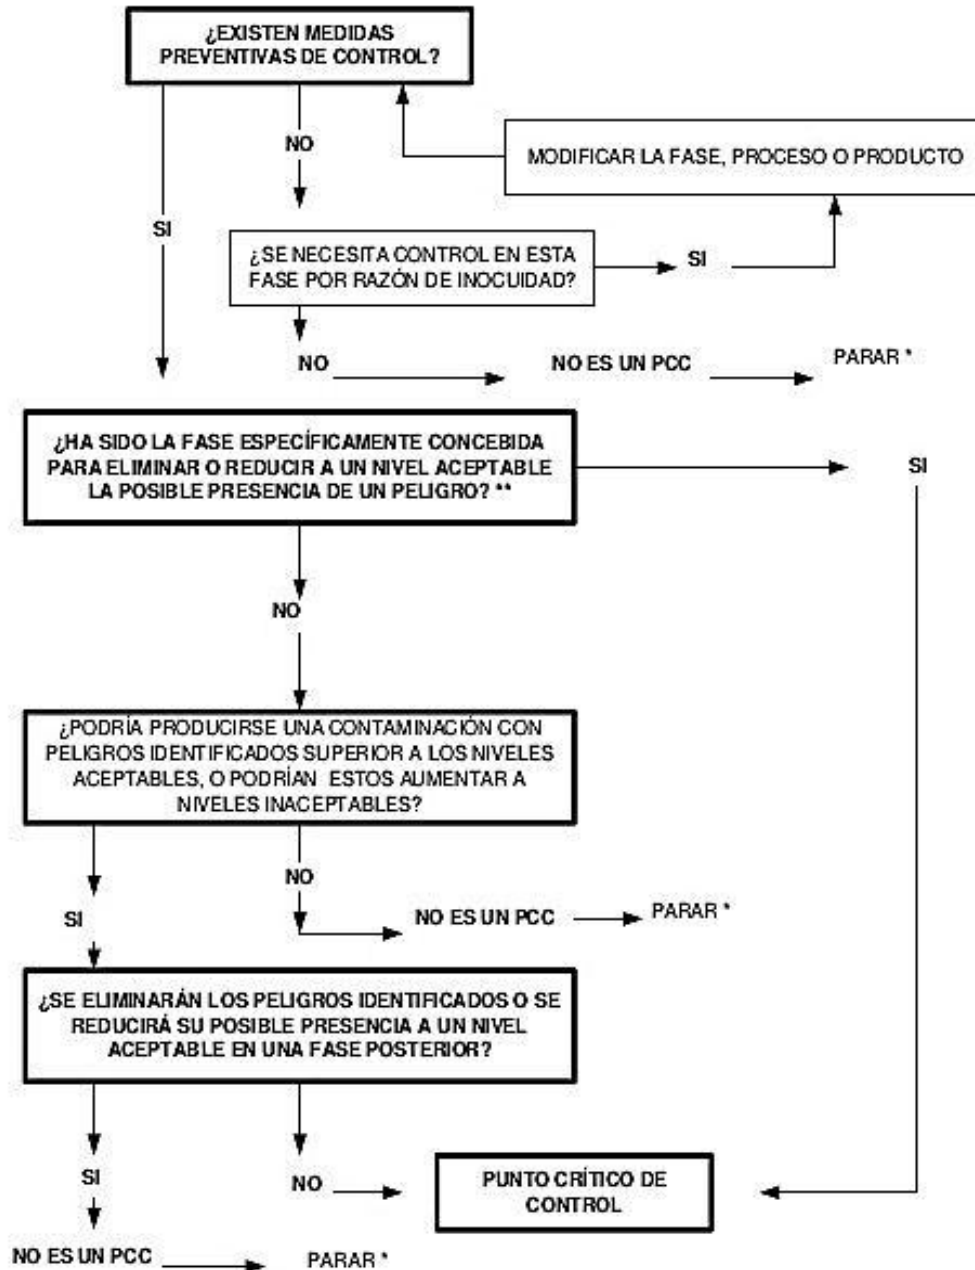 ¿EXISTEN MEDIDAS
PREVENTIVAS DE CONTROL?
NO
MODIFICAR LA FASE, PROCESO O PRODUCTO
SI
¿SE NECESITA CONTROL EN ESTA
FASE POR RAZÓN DE INOCUIDAD?
SI
NO
NO ES UN PCC
PARAR *
¿HA SIDO LA FASE ESPECÍFICAMENTE CONCEBIDA
PARA ELIMINAR O REDUCIR A UN NIVEL ACEPTABLE
LA POSIBLE PRESENCIA DE UN PELIGRO? **
SI
NO
¿PODRÍA PRODUCIRSE UNA CONTAMINACIÓN CON
PELIGROS IDENTIFICADOS SUPERIOR A LOS NIVELES
ACEPTABLES, O PODRÍAN ESTOS AUMENTAR A
NIVELES INACEPTABLES?
NO
SI
NO ES UN PCC
PARAR *
¿SE ELIMINARÁN LOS PELIGROS IDENTIFICADOS O SE
REDUCIRÁ SU POSIBLE PRESENCIA A UN NIVEL
ACEPTABLE EN UNA FASE POSTERIOR?
SI
NO
PUNTO CRÍTICO DE
CONTROL
NO ES UN PCC
PARAR *